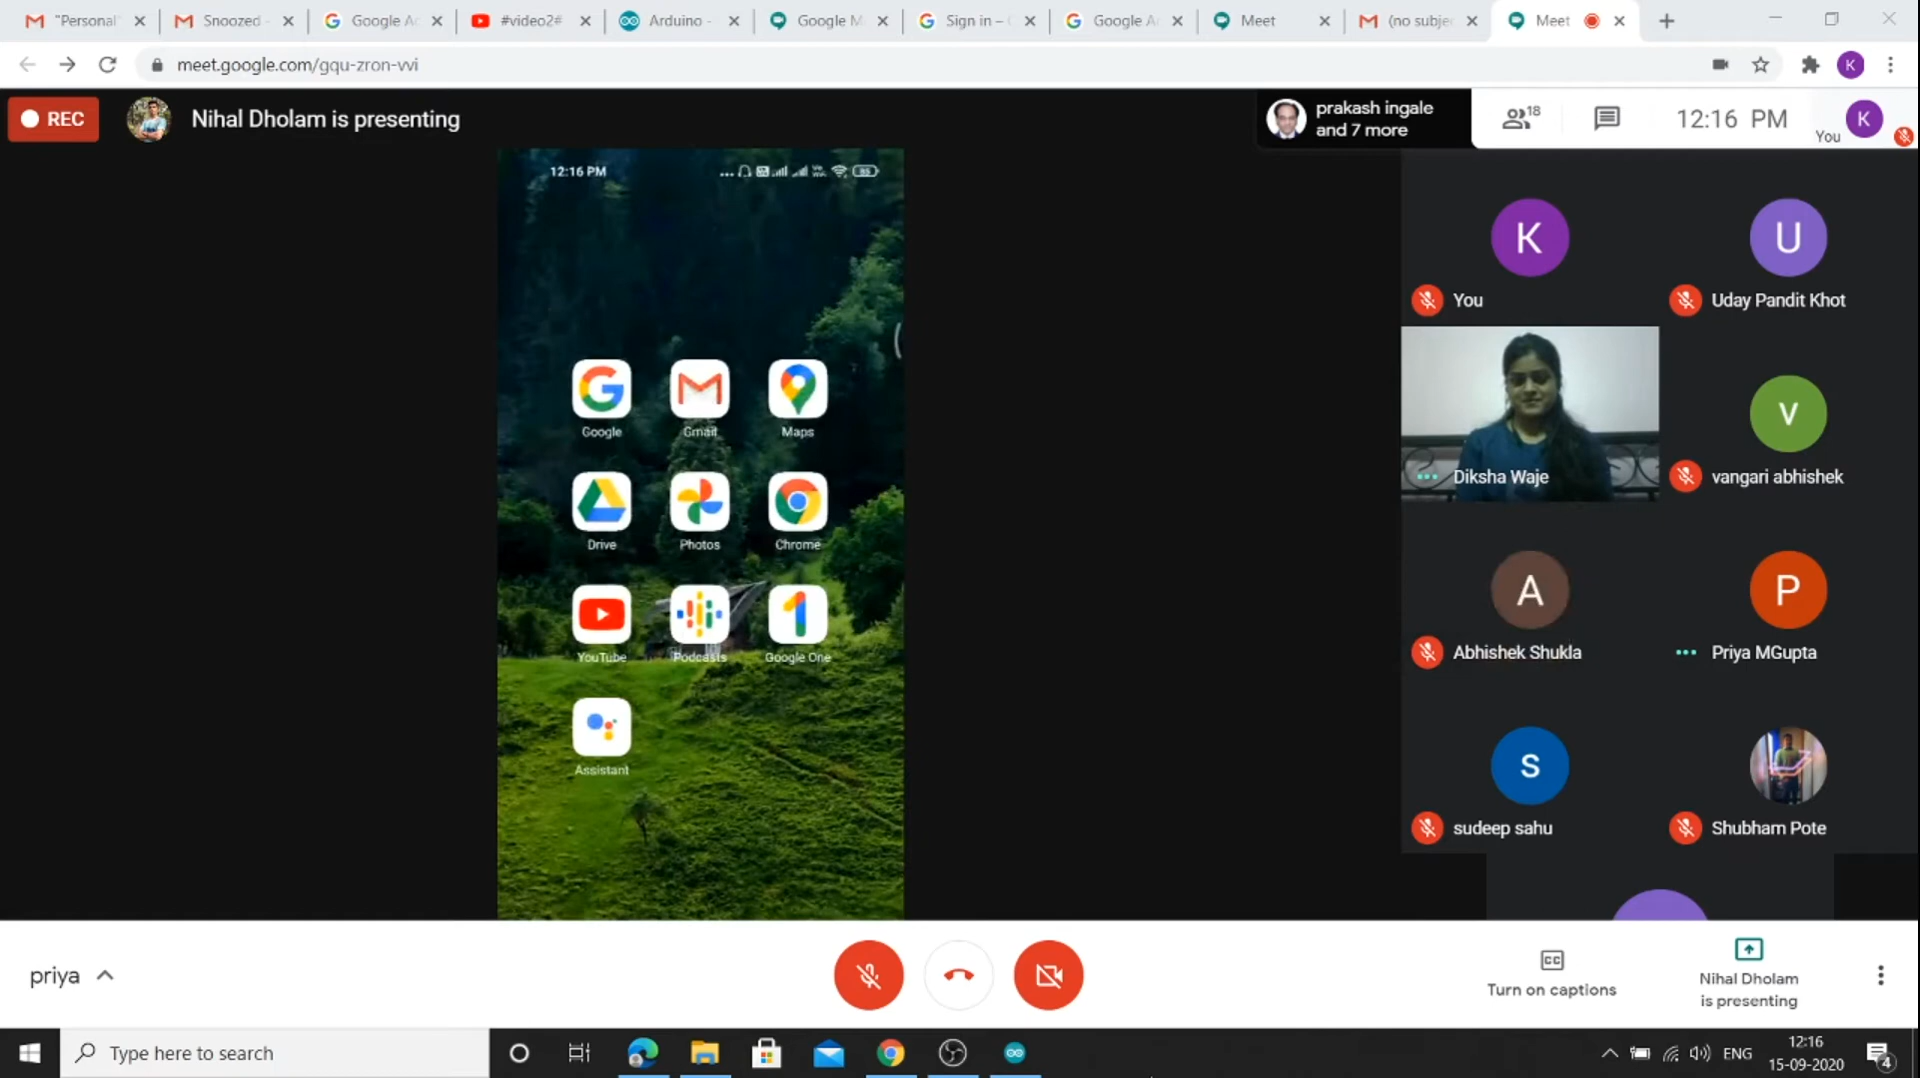 "Personal"
Snoozed -
Google Ac
#video2#
Arduino -
Google M
Sign in –
Google A
Meet
(no subje
Meet
meet.google.com/gqu-zron-vvi
K
REC
Nihal Dholam is presenting
prakash ingale
and 7 more
18
12:16 PM
You
K
12:16 PM
Google
Gmail
Maps
Drive
Photos
Chrome
YouTube
Podcasts
Google One
Assistant
K
You
U
Uday Pandit Khot
Diksha Waje
V
vangari abhishek
A
Abhishek Shukla
P
Priya MGupta
S
sudeep sahu
Shubham Pote
priya
CC
Turn on captions
Nihal Dholam
is presenting
Type here to search
ENG
12:16
15-09-2020
4